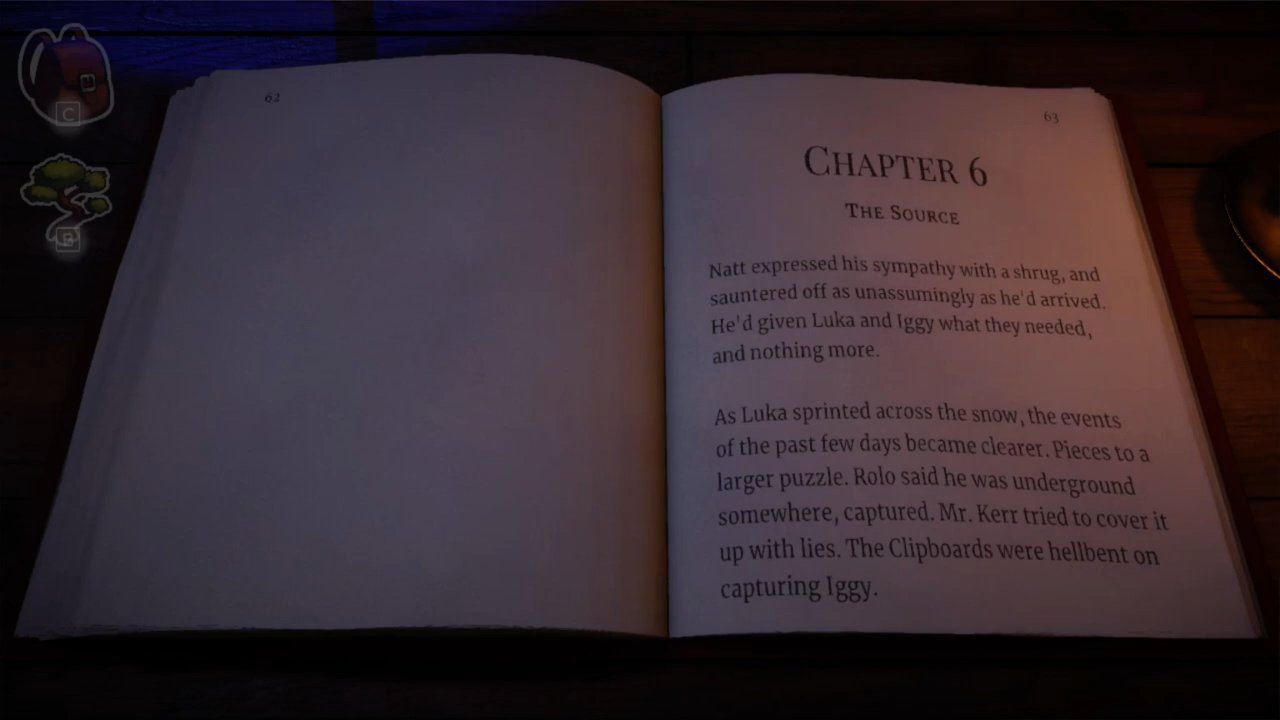 C
B
62
63
CHAPTER 6
THE SOURCE
Natt expressed his sympathy with a shrug, and
sauntered off as unassumingly as he'd arrived.
He'd given Luka and Iggy what they needed,
and nothing more.
As Luka sprinted across the snow, the events
of the past few days became clearer. Pieces to a
larger puzzle. Rolo said he was underground
somewhere, captured. Mr. Kerr tried to cover it
up with lies. The Clipboards were hellbent on
capturing Iggy.